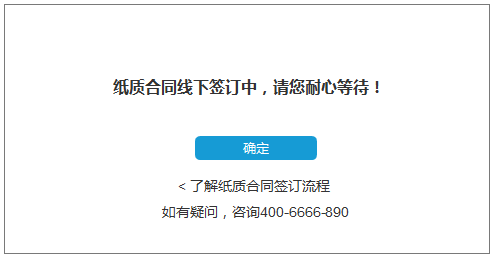 纸质合同线下签订中，请您耐心等待！
确定
< 了解纸质合同签订流程
如有疑问，咨询400-6666-890